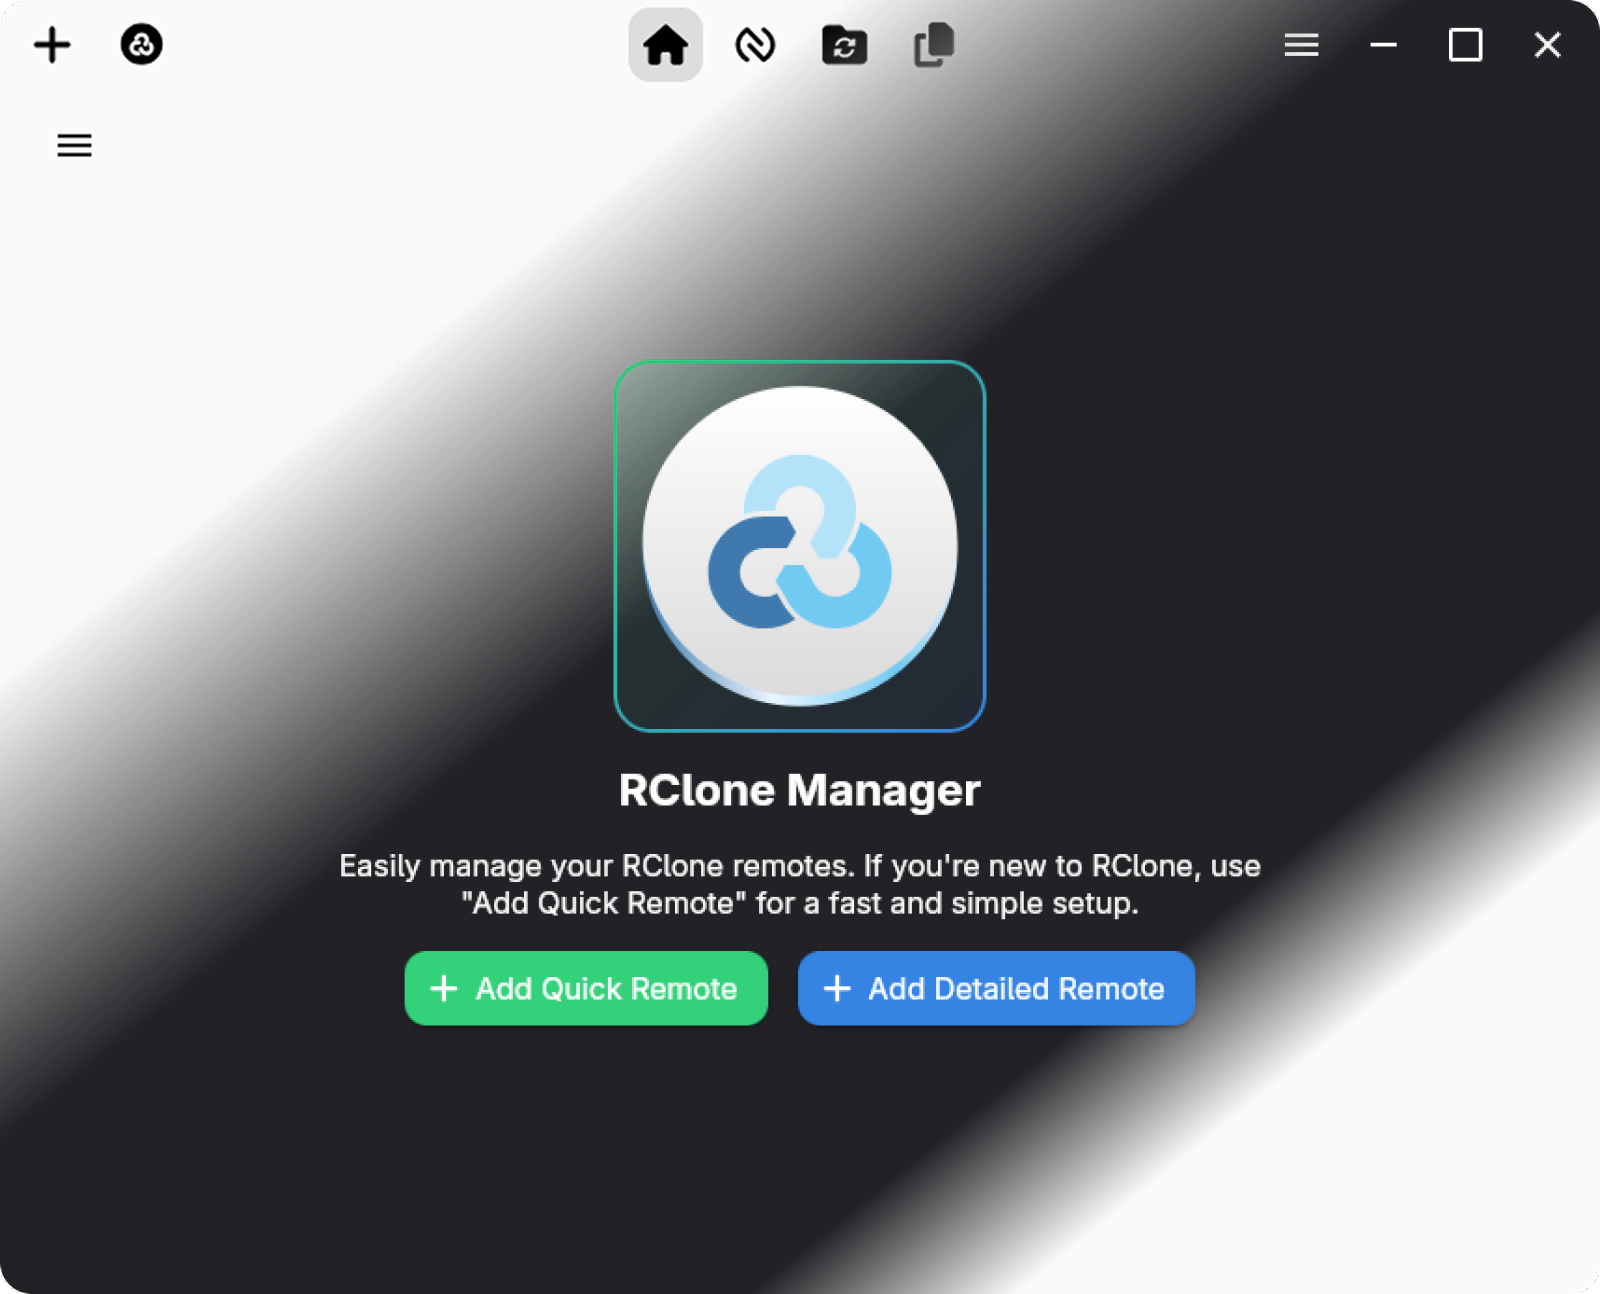 RClone Manager
Easily manage your RClone remotes. If you're new to RClone, use
"Add Quick Remote" for a fast and simple setup.
Add Quick Remote
Add Detailed Remote